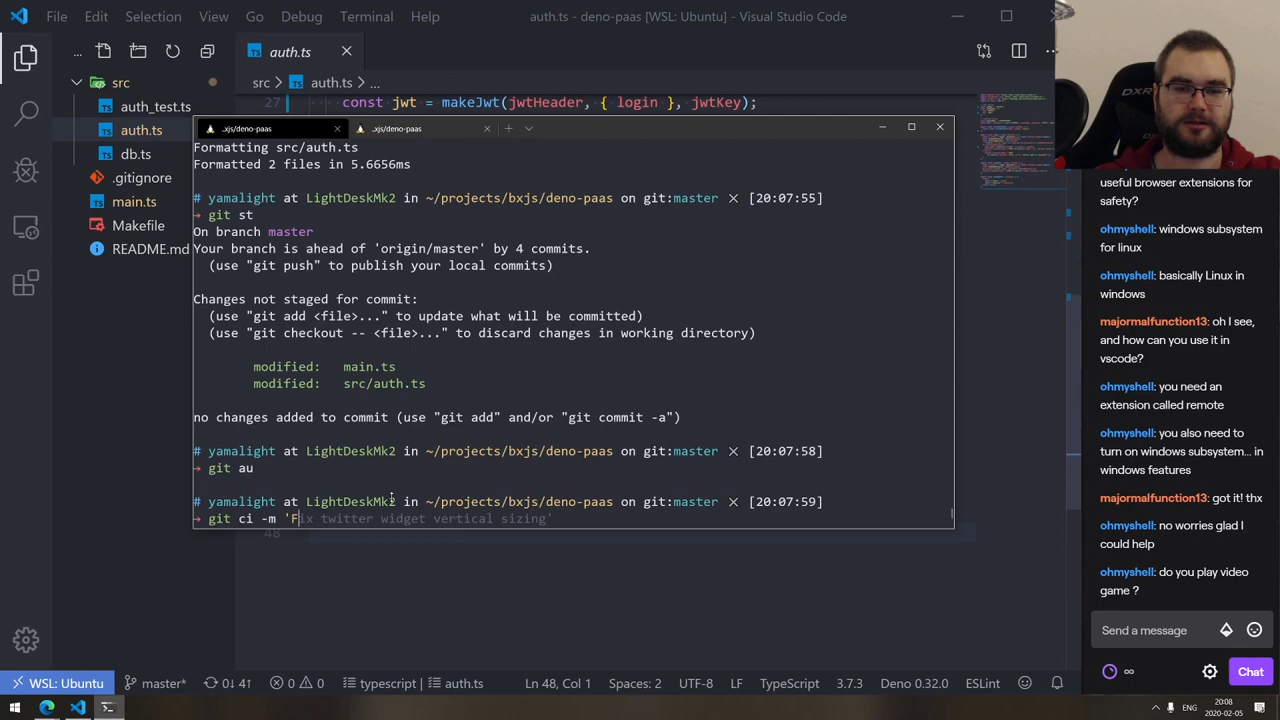 File Edit Selection View Go Debug Terminal Help
auth.ts - deno-paas [WSL: Ubuntu] - Visual Studio Code
...
src
auth_test.ts
auth.ts
db.ts
.gitignore
main.ts
Makefile
README.md
auth.ts
src > auth.ts > ...
27 const jwt = makeJwt(jwtHeader, { login }, jwtKey);
..xjs/deno-paas
..xjs/deno-paas
Formatting src/auth.ts
Formatted 2 files in 5.6656ms
# yamalight at LightDeskMk2 in ~/projects/bxjs/deno-paas on git:master x [20:07:55]
→ git st
On branch master
Your branch is ahead of 'origin/master' by 4 commits.
(use "git push" to publish your local commits)
Changes not staged for commit:
(use "git add <file>..." to update what will be committed)
(use "git checkout -- <file>..." to discard changes in working directory)
modified: main.ts
modified: src/auth.ts
no changes added to commit (use "git add" and/or "git commit -a")
# yamalight at LightDeskMk2 in ~/projects/bxjs/deno-paas on git:master x [20:07:58]
→ git au
# yamalight at LightDeskMk2 in ~/projects/bxjs/deno-paas on git:master x [20:07:59]
→ git ci -m 'Fix twitter widget vertical sizing'
48
DXR
useful browser extensions for
safety?
ohmyshell: windows subsystem
for linux
ohmyshell: basically Linux in
windows
majormalfunction13: oh I see,
and how can you use it in
vscode?
ohmyshell: you need an
extension called remote
ohmyshell: you also need to
turn on windows subsystem... in
windows features
majormalfunction13: got it! thx
ohmyshell: no worries glad I
could help
ohmyshell: do you play video
game ?
Send a message
∞
Chat
WSL: Ubuntu
master*
0↓ 4↑
0
0
typescript
auth.ts
Ln 48, Col 1
Spaces: 2
UTF-8
LF
TypeScript
3.7.3
Deno 0.32.0
ESLint
ENG
20:08
2020-02-05